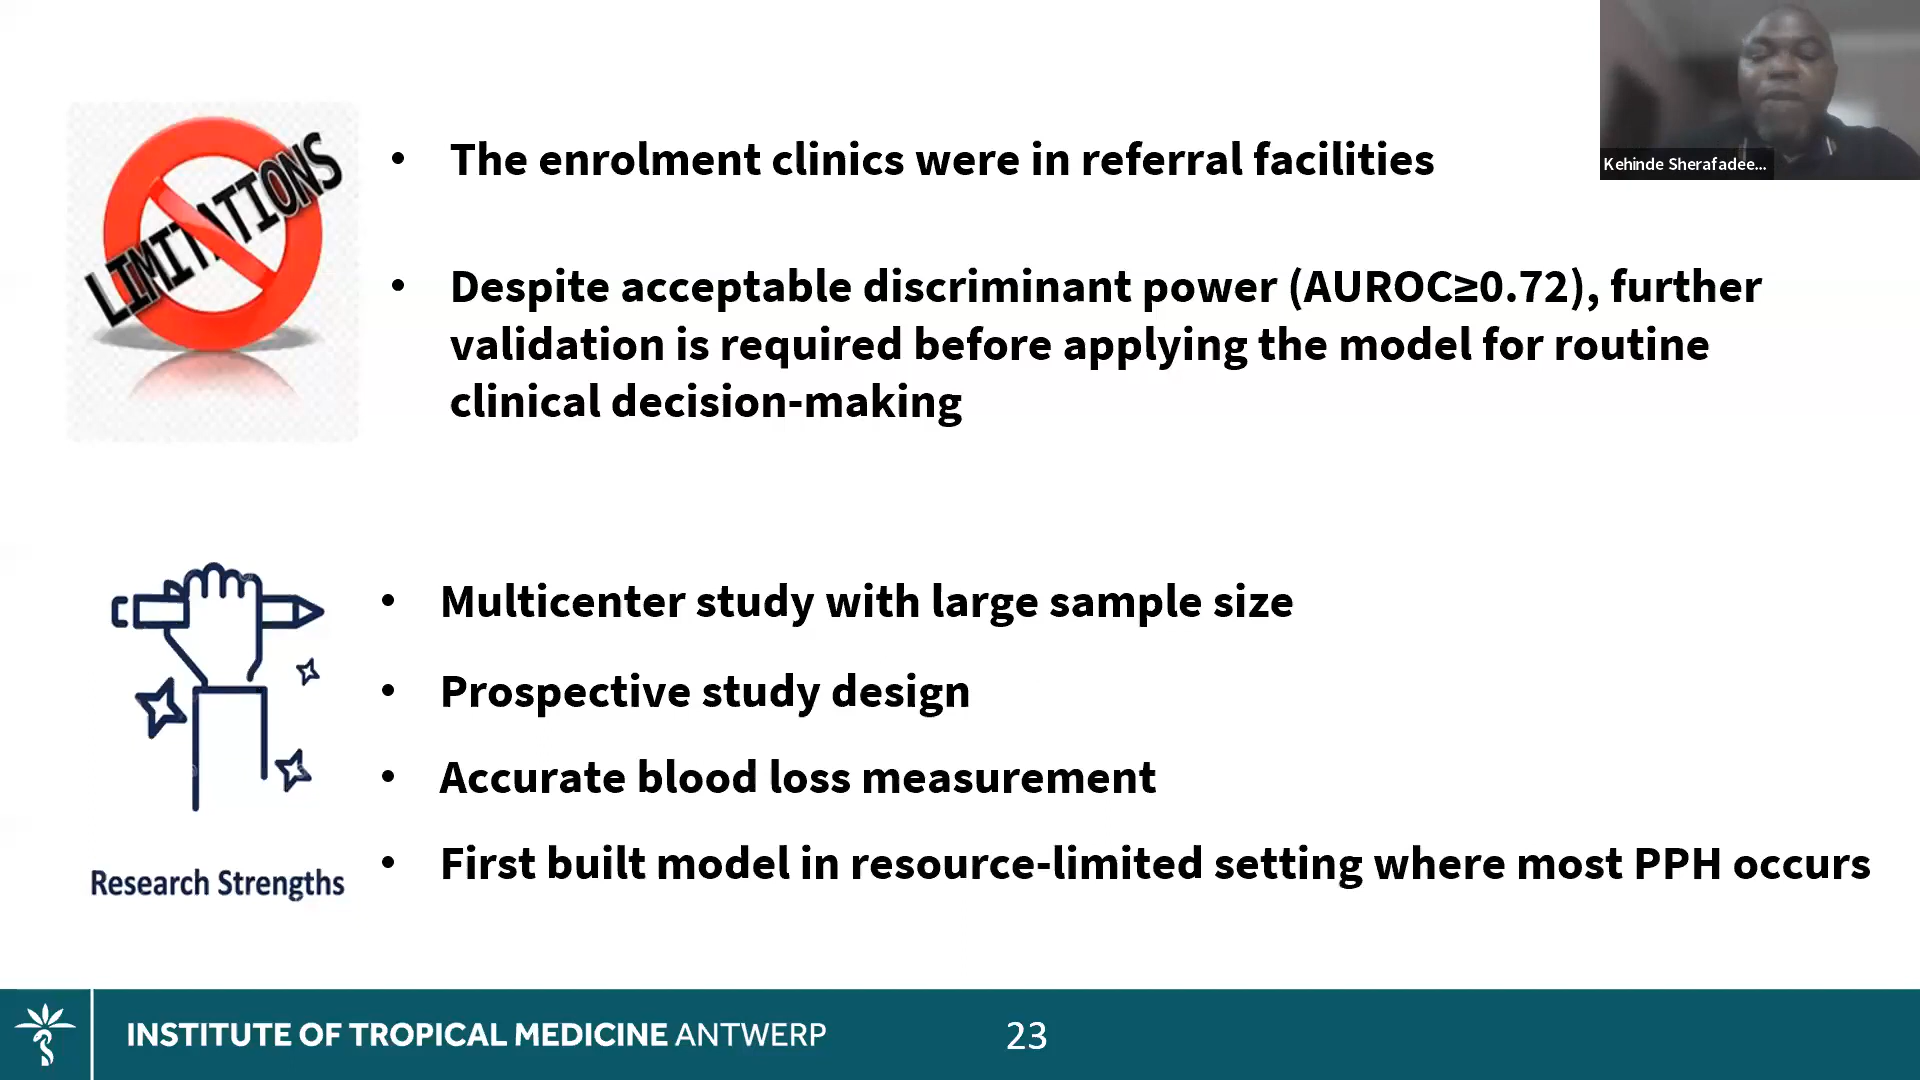 LIMITATIONS
• The enrolment clinics were in referral facilities
Kehinde Sherafadee...
• Despite acceptable discriminant power (AUROC≥0.72), further
validation is required before applying the model for routine
clinical decision-making
• Multicenter study with large sample size
• Prospective study design
• Accurate blood loss measurement
• First built model in resource-limited setting where most PPH occurs
Research Strengths
INSTITUTE OF TROPICAL MEDICINE ANTWERP
23